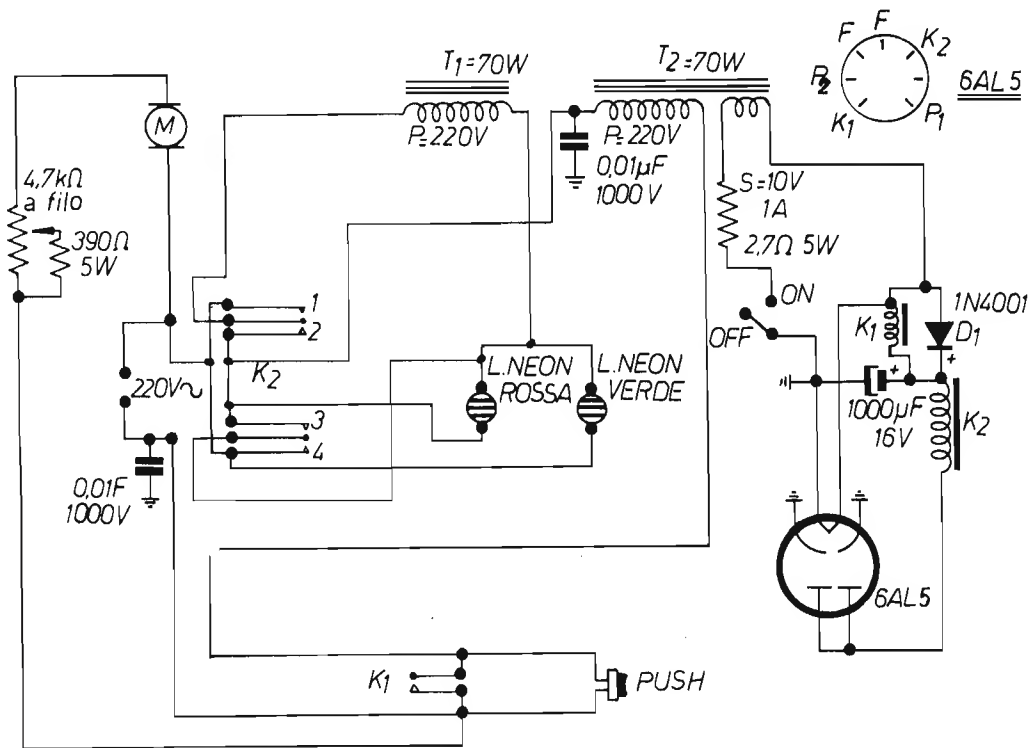 T1=70W
P=220V
T2=70W
P=220V
0,01µF
1000V
S=10V
1A
2,7Ω 5W
F
F
K2
P2
K1
P1
6AL5
M
4,7kΩ
a filo
390Ω
5W
1
2
K2
3
4
220V~
0,01F
1000V
L.NEON
ROSSA
L.NEON
VERDE
ON
OFF
K1
1N4001
D1
+
+
1000µF
16V
K2
6AL5
K1
PUSH